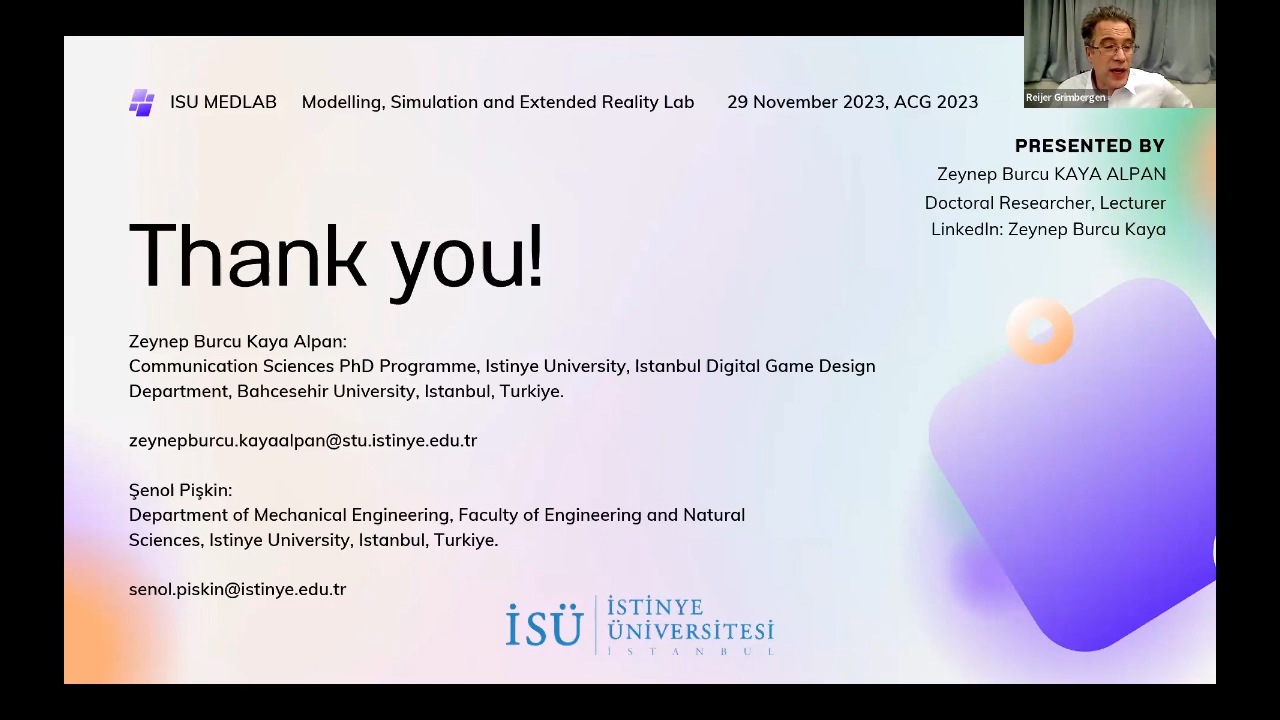 ISU MEDLAB Modelling, Simulation and Extended Reality Lab 29 November 2023, ACG 2023
Reijer Grimbergen
PRESENTED BY
Zeynep Burcu KAYA ALPAN
Doctoral Researcher, Lecturer
LinkedIn: Zeynep Burcu Kaya
Thank you!
Zeynep Burcu Kaya Alpan:
Communication Sciences PhD Programme, Istinye University, Istanbul Digital Game Design
Department, Bahcesehir University, Istanbul, Turkiye.
zeynepburcu.kayaalpan@stu.istinye.edu.tr
Şenol Pişkin:
Department of Mechanical Engineering, Faculty of Engineering and Natural
Sciences, Istinye University, Istanbul, Turkiye.
senol.piskin@istinye.edu.tr
İSÜ
İSTİNYE
ÜNİVERSİTESİ
İSTANBUL